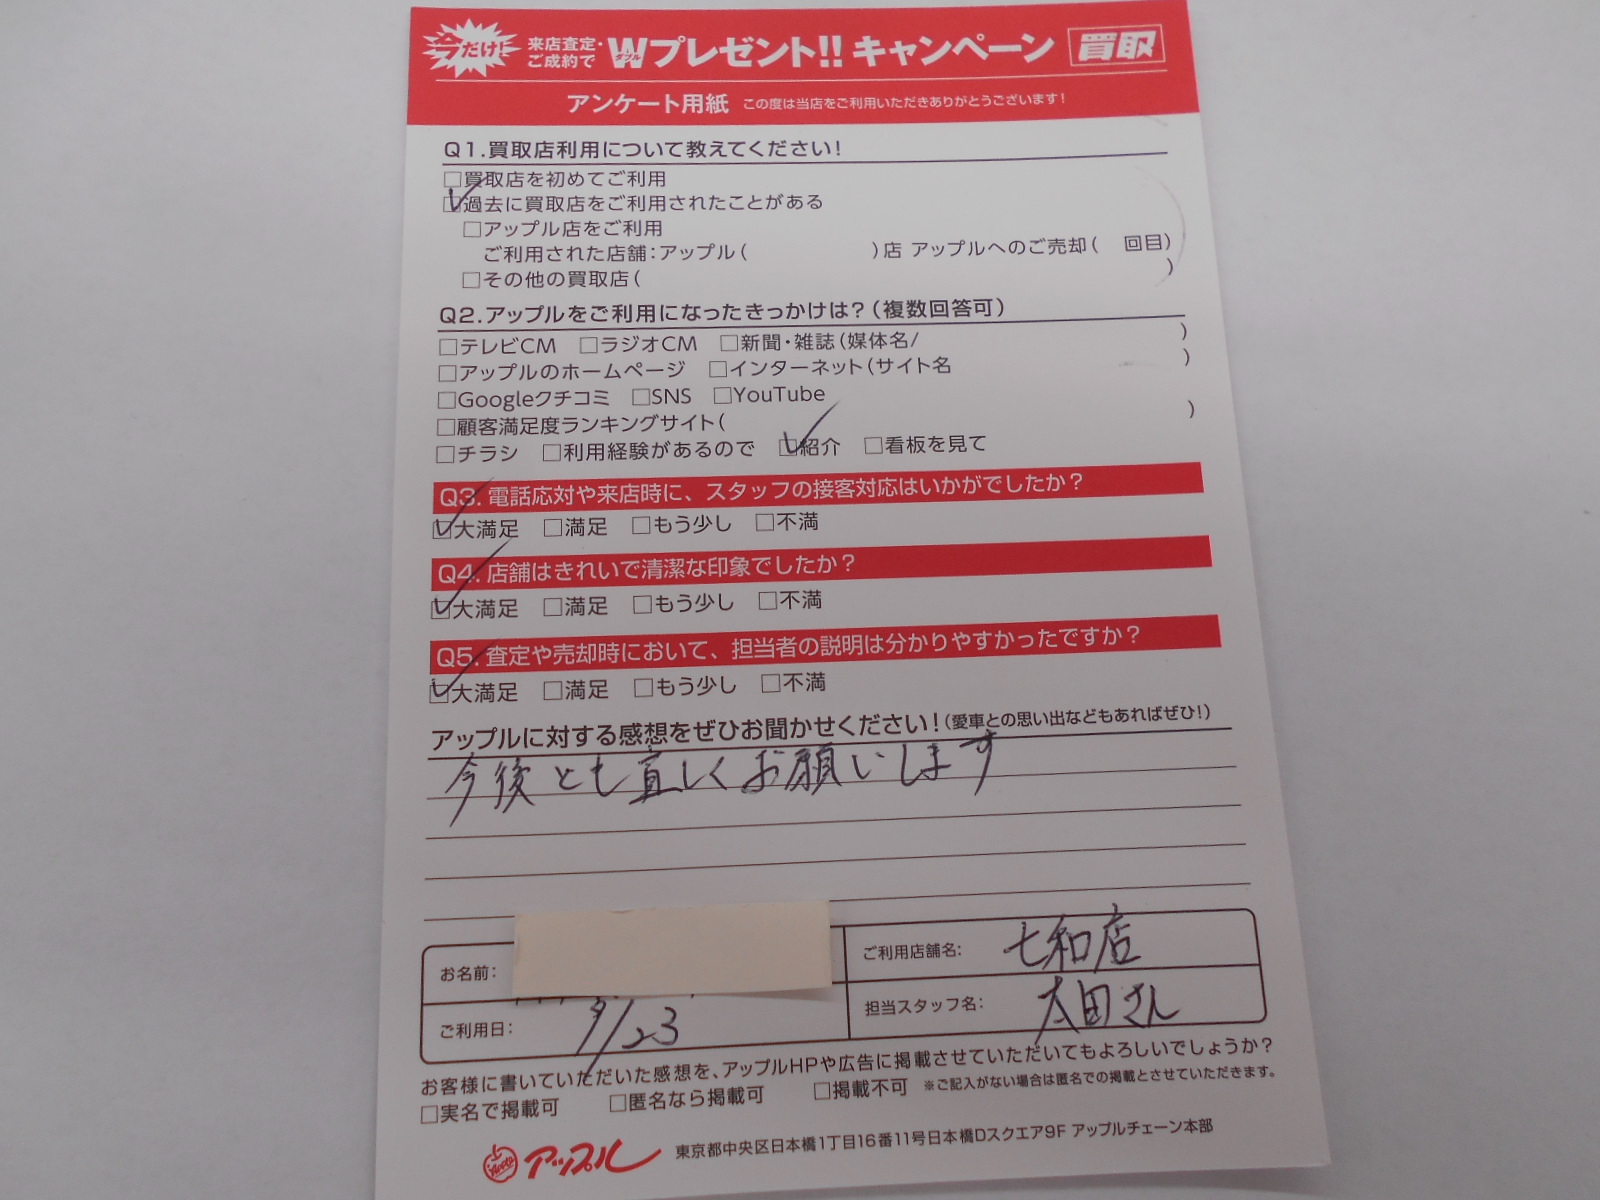 今だけ! 来店査定・ご成約で Wダブルプレゼント!! キャンペーン 買取
アンケート用紙 この度は当店をご利用いただきありがとうございます!
Q1.買取店利用について教えてください!
□買取店を初めてご利用
☑過去に買取店をご利用されたことがある
□アップル店をご利用
ご利用された店舗:アップル( )店 アップルへのご売却( 回目)
□その他の買取店( )
Q2.アップルをご利用になったきっかけは?(複数回答可)
□テレビCM □ラジオCM □新聞・雑誌(媒体名/ )
□アップルのホームページ □インターネット(サイト名 )
□Googleクチコミ □SNS □YouTube
□顧客満足度ランキングサイト( )
□チラシ □利用経験があるので ☑紹介 □看板を見て
Q3.電話応対や来店時に、スタッフの接客対応はいかがでしたか?
☑大満足 □満足 □もう少し □不満
Q4.店舗はきれいで清潔な印象でしたか?
☑大満足 □満足 □もう少し □不満
Q5.査定や売却時において、担当者の説明は分かりやすかったですか?
☑大満足 □満足 □もう少し □不満
アップルに対する感想をぜひお聞かせください!(愛車との思い出などもあればぜひ!)
今後とも宜しくお願いします
お名前:
ご利用店舗名: 七和店
ご利用日: 9/23
担当スタッフ名: 太田さん
お客様に書いていただいた感想を、アップルHPや広告に掲載させていただいてもよろしいでしょうか?
□実名で掲載可 □匿名なら掲載可 □掲載不可 ※ご記入がない場合は匿名での掲載とさせていただきます。
Apple アップル 東京都中央区日本橋1丁目16番11号日本橋Dスクエア9F アップルチェーン本部